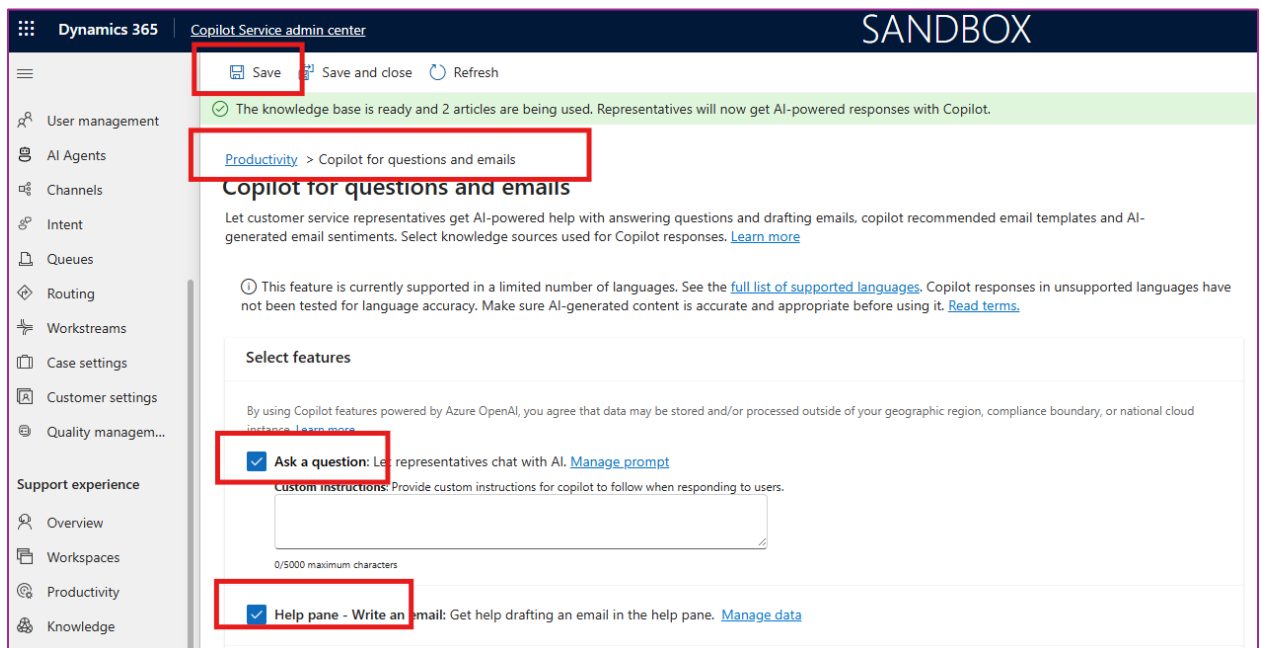 Dynamics 365 Copilot Service admin center SANDBOX
Save Save and close Refresh
The knowledge base is ready and 2 articles are being used. Representatives will now get AI-powered responses with Copilot.
User management
AI Agents
Channels
Intent
Queues
Routing
Workstreams
Case settings
Customer settings
Quality managem...
Support experience
Overview
Workspaces
Productivity
Knowledge
Productivity > Copilot for questions and emails
Copilot for questions and emails
Let customer service representatives get AI-powered help with answering questions and drafting emails, copilot recommended email templates and AI-
generated email sentiments. Select knowledge sources used for Copilot responses. Learn more
This feature is currently supported in a limited number of languages. See the full list of supported languages. Copilot responses in unsupported languages have
not been tested for language accuracy. Make sure AI-generated content is accurate and appropriate before using it. Read terms.
Select features
By using Copilot features powered by Azure OpenAI, you agree that data may be stored and/or processed outside of your geographic region, compliance boundary, or national cloud
instance. Learn more
Ask a question: Let representatives chat with AI. Manage prompt
Custom instructions: Provide custom instructions for copilot to follow when responding to users.
0/5000 maximum characters
Help pane - Write an email: Get help drafting an email in the help pane. Manage data